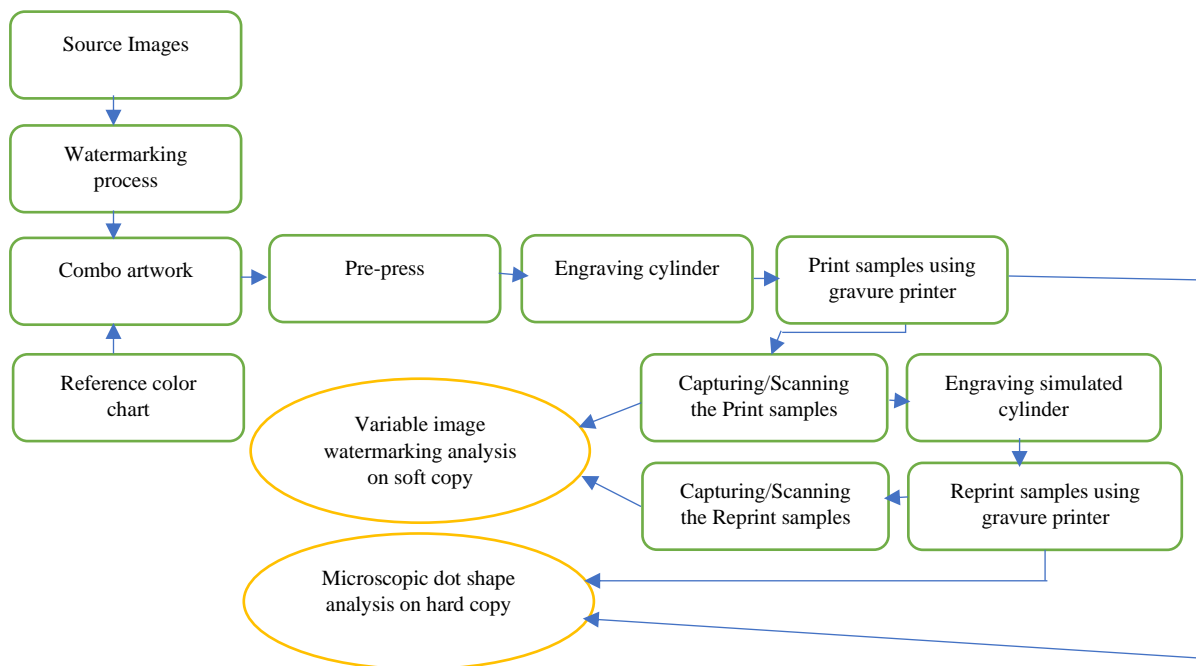 Source Images
Watermarking
process
Combo artwork
Pre-press
Engraving cylinder
Print samples using
gravure printer
Reference color
chart
Capturing/Scanning
the Print samples
Engraving simulated
cylinder
Variable image
watermarking analysis
on soft copy
Capturing/Scanning
the Reprint samples
Reprint samples using
gravure printer
Microscopic dot shape
analysis on hard copy